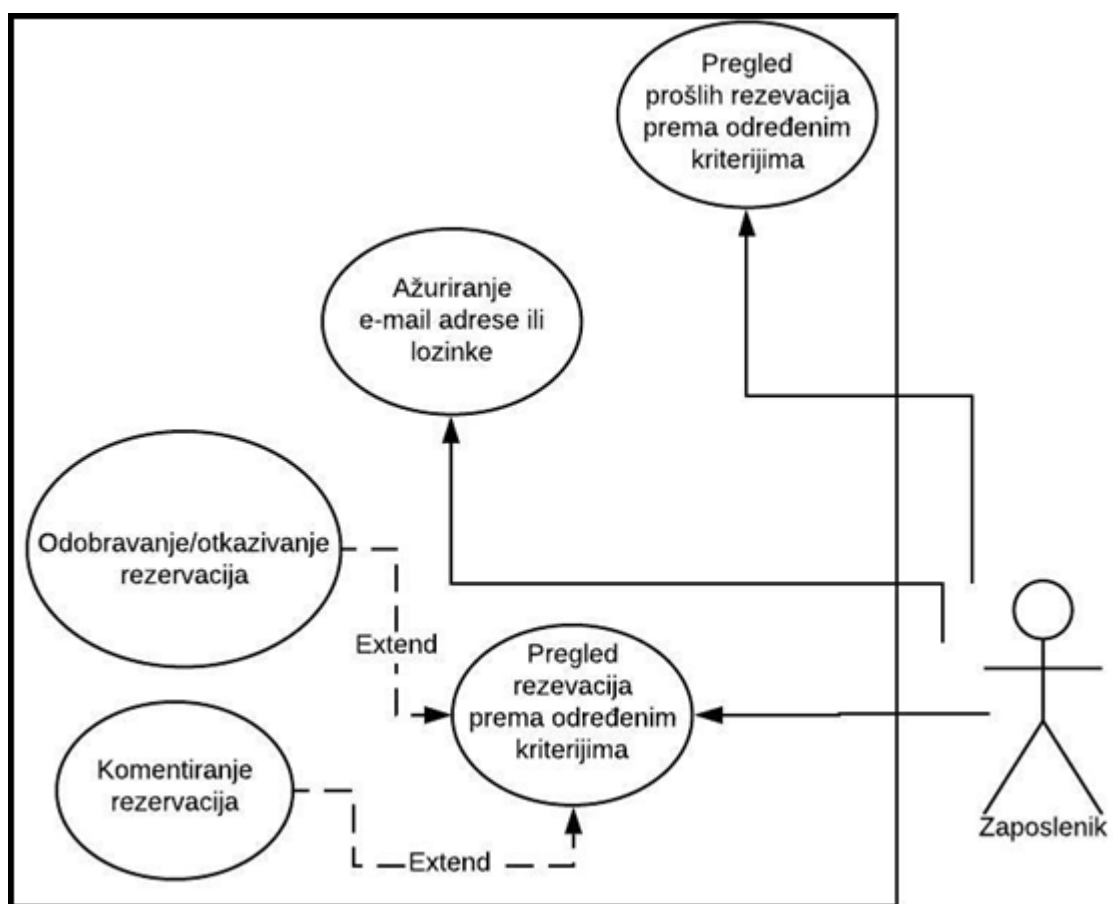 Pregled
prošlih rezevacija
prema određenim
kriterijima
Ažuriranje
e-mail adrese ili
lozinke
Odobravanje/otkazivanje
rezervacija
Extend
Pregled
rezevacija
prema određenim
kriterijima
Komentiranje
rezervacija
Extend
Zaposlenik